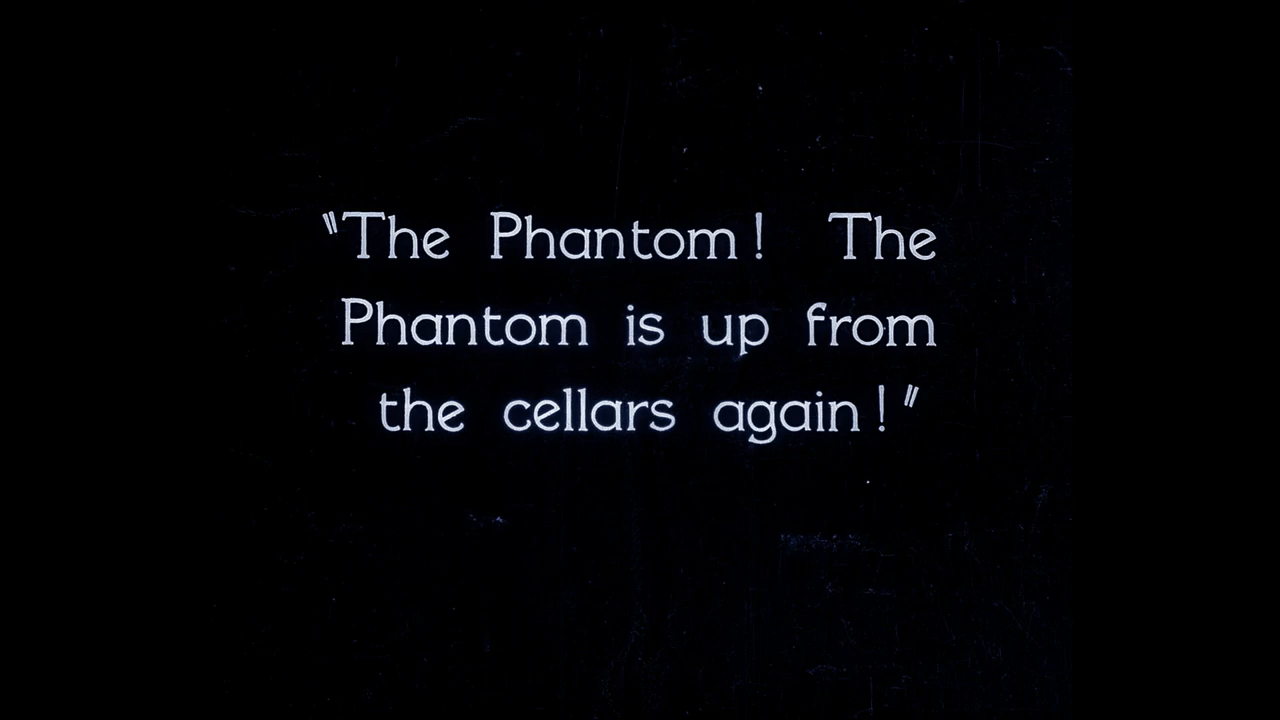 "The Phantom! The
Phantom is up from
the cellars again!"